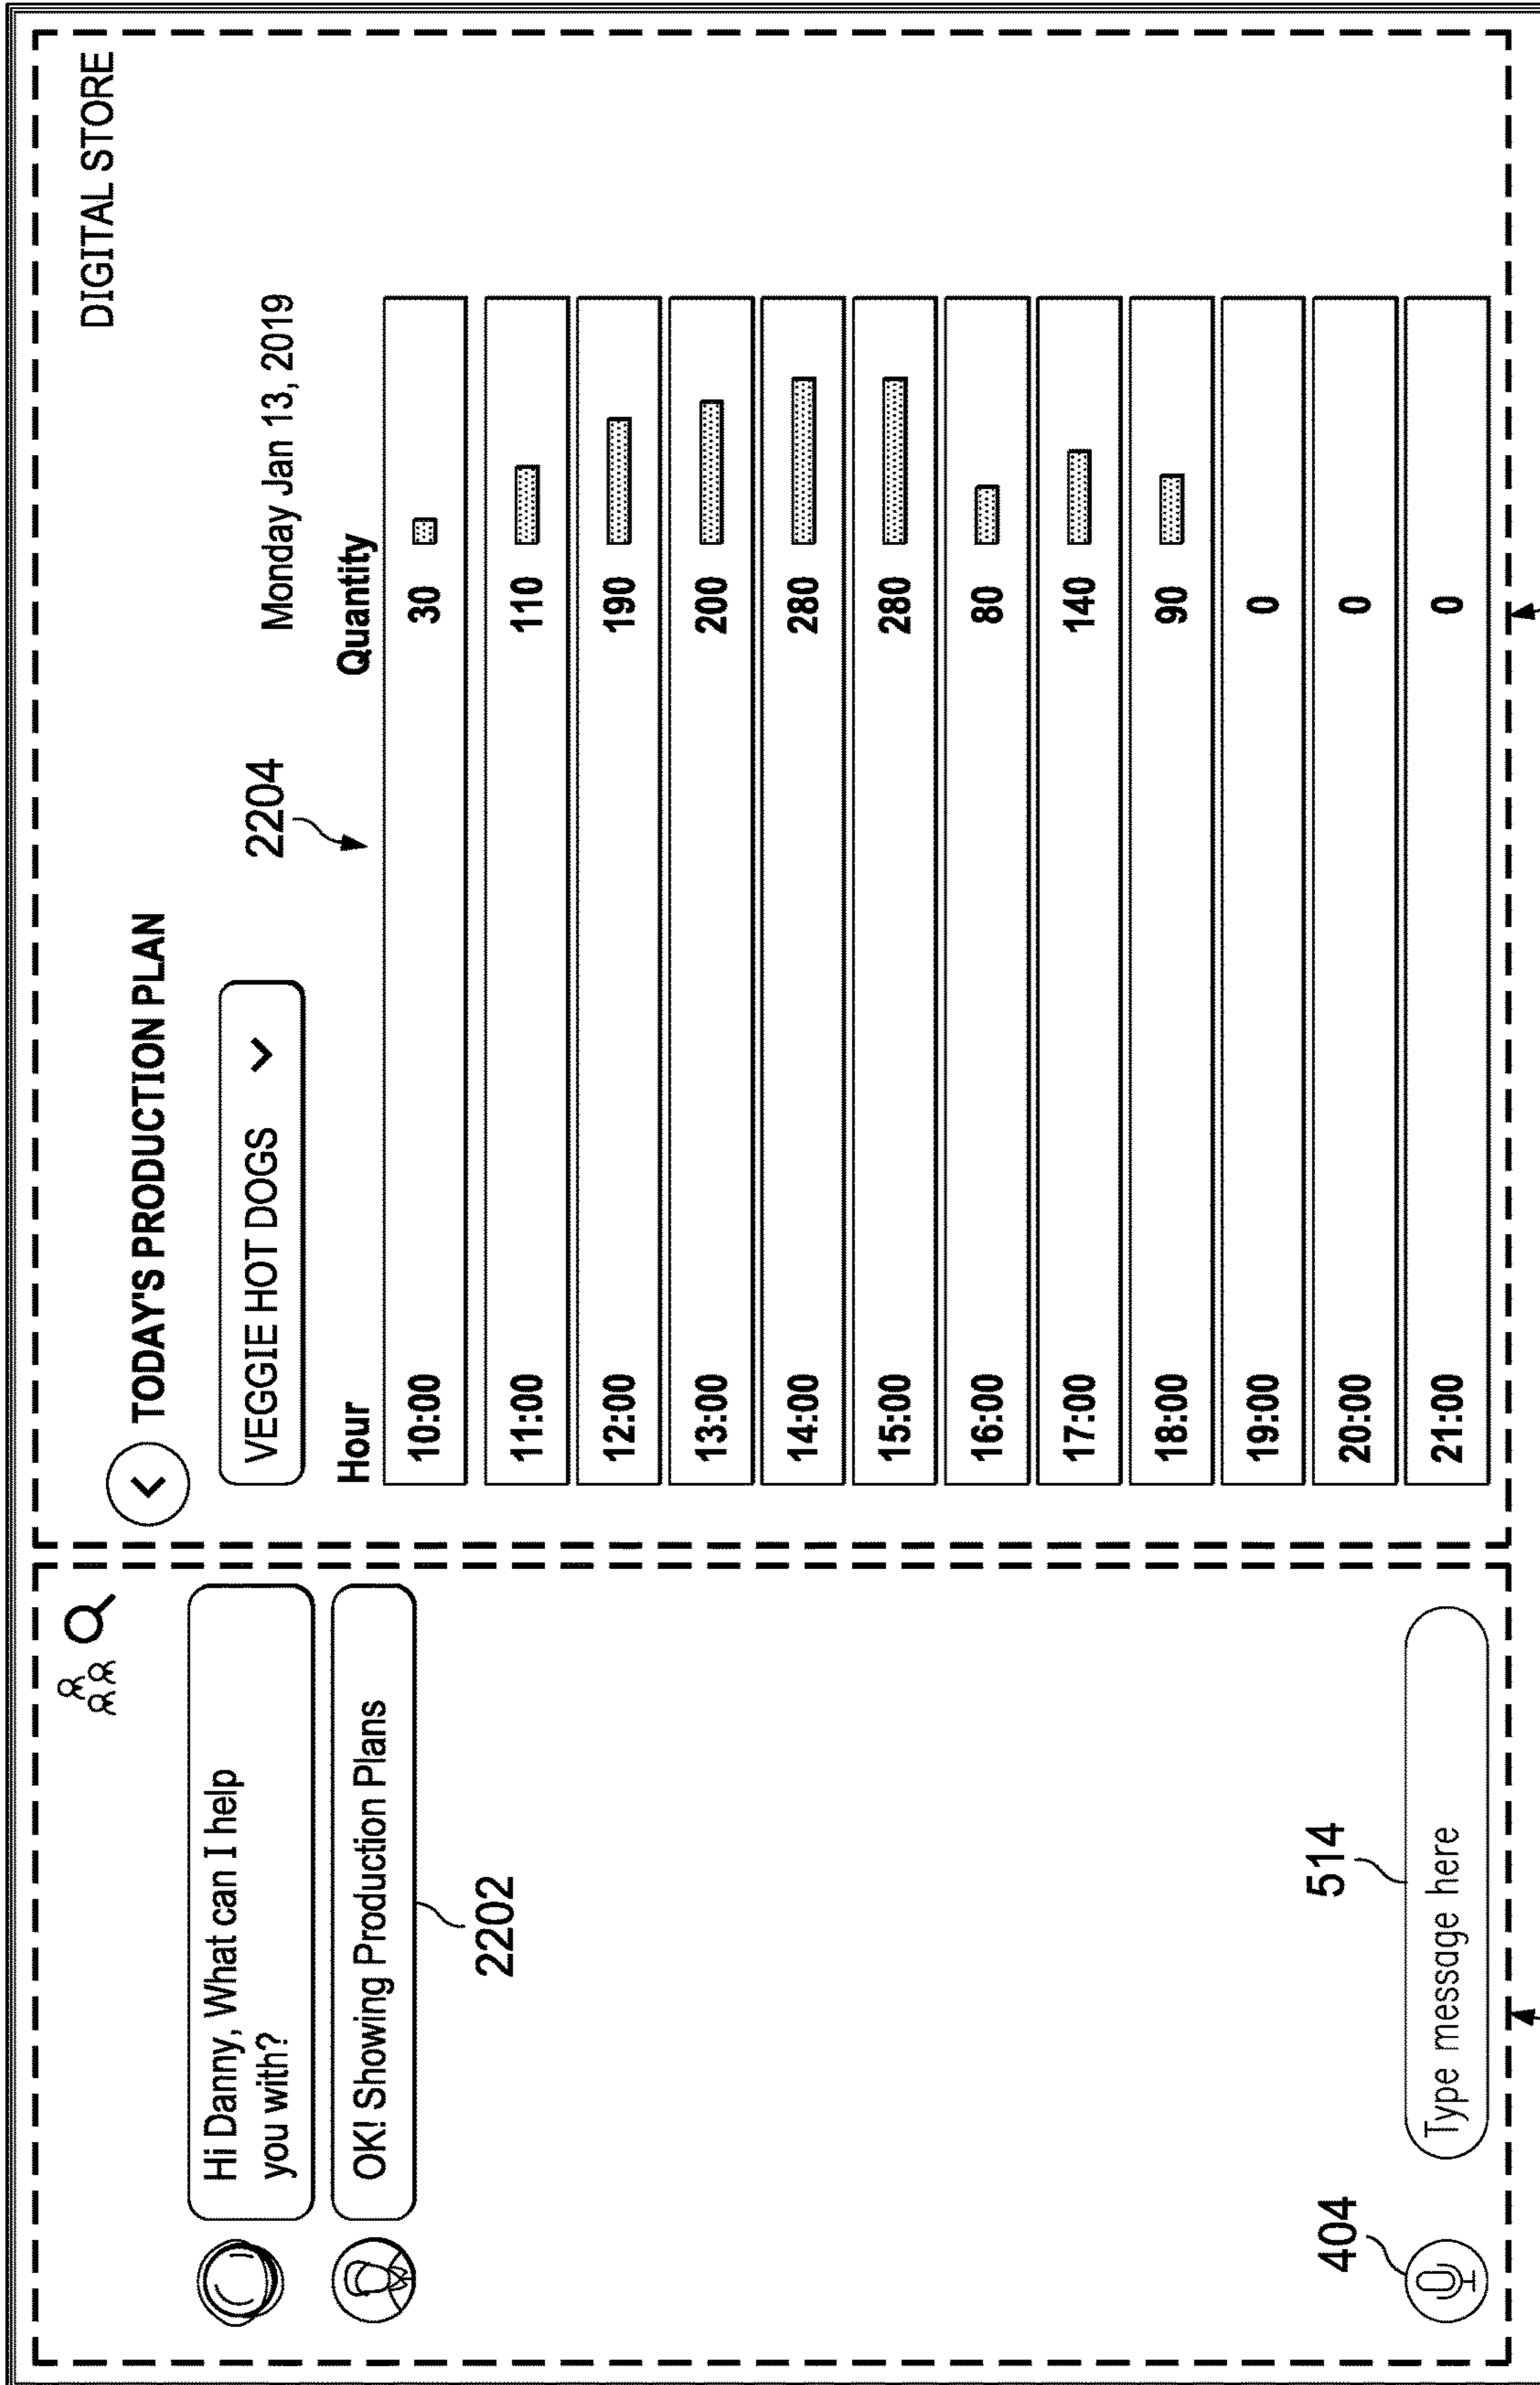 Hi Danny, What can I help
you with?
OK! Showing Production Plans
2202
404
514
Type message here
DIGITAL STORE
TODAY'S PRODUCTION PLAN
VEGGIE HOT DOGS
2204
Monday Jan 13, 2019
Hour Quantity
10:00 30
11:00 110
12:00 190
13:00 200
14:00 280
15:00 280
16:00 80
17:00 140
18:00 90
19:00 0
20:00 0
21:00 0